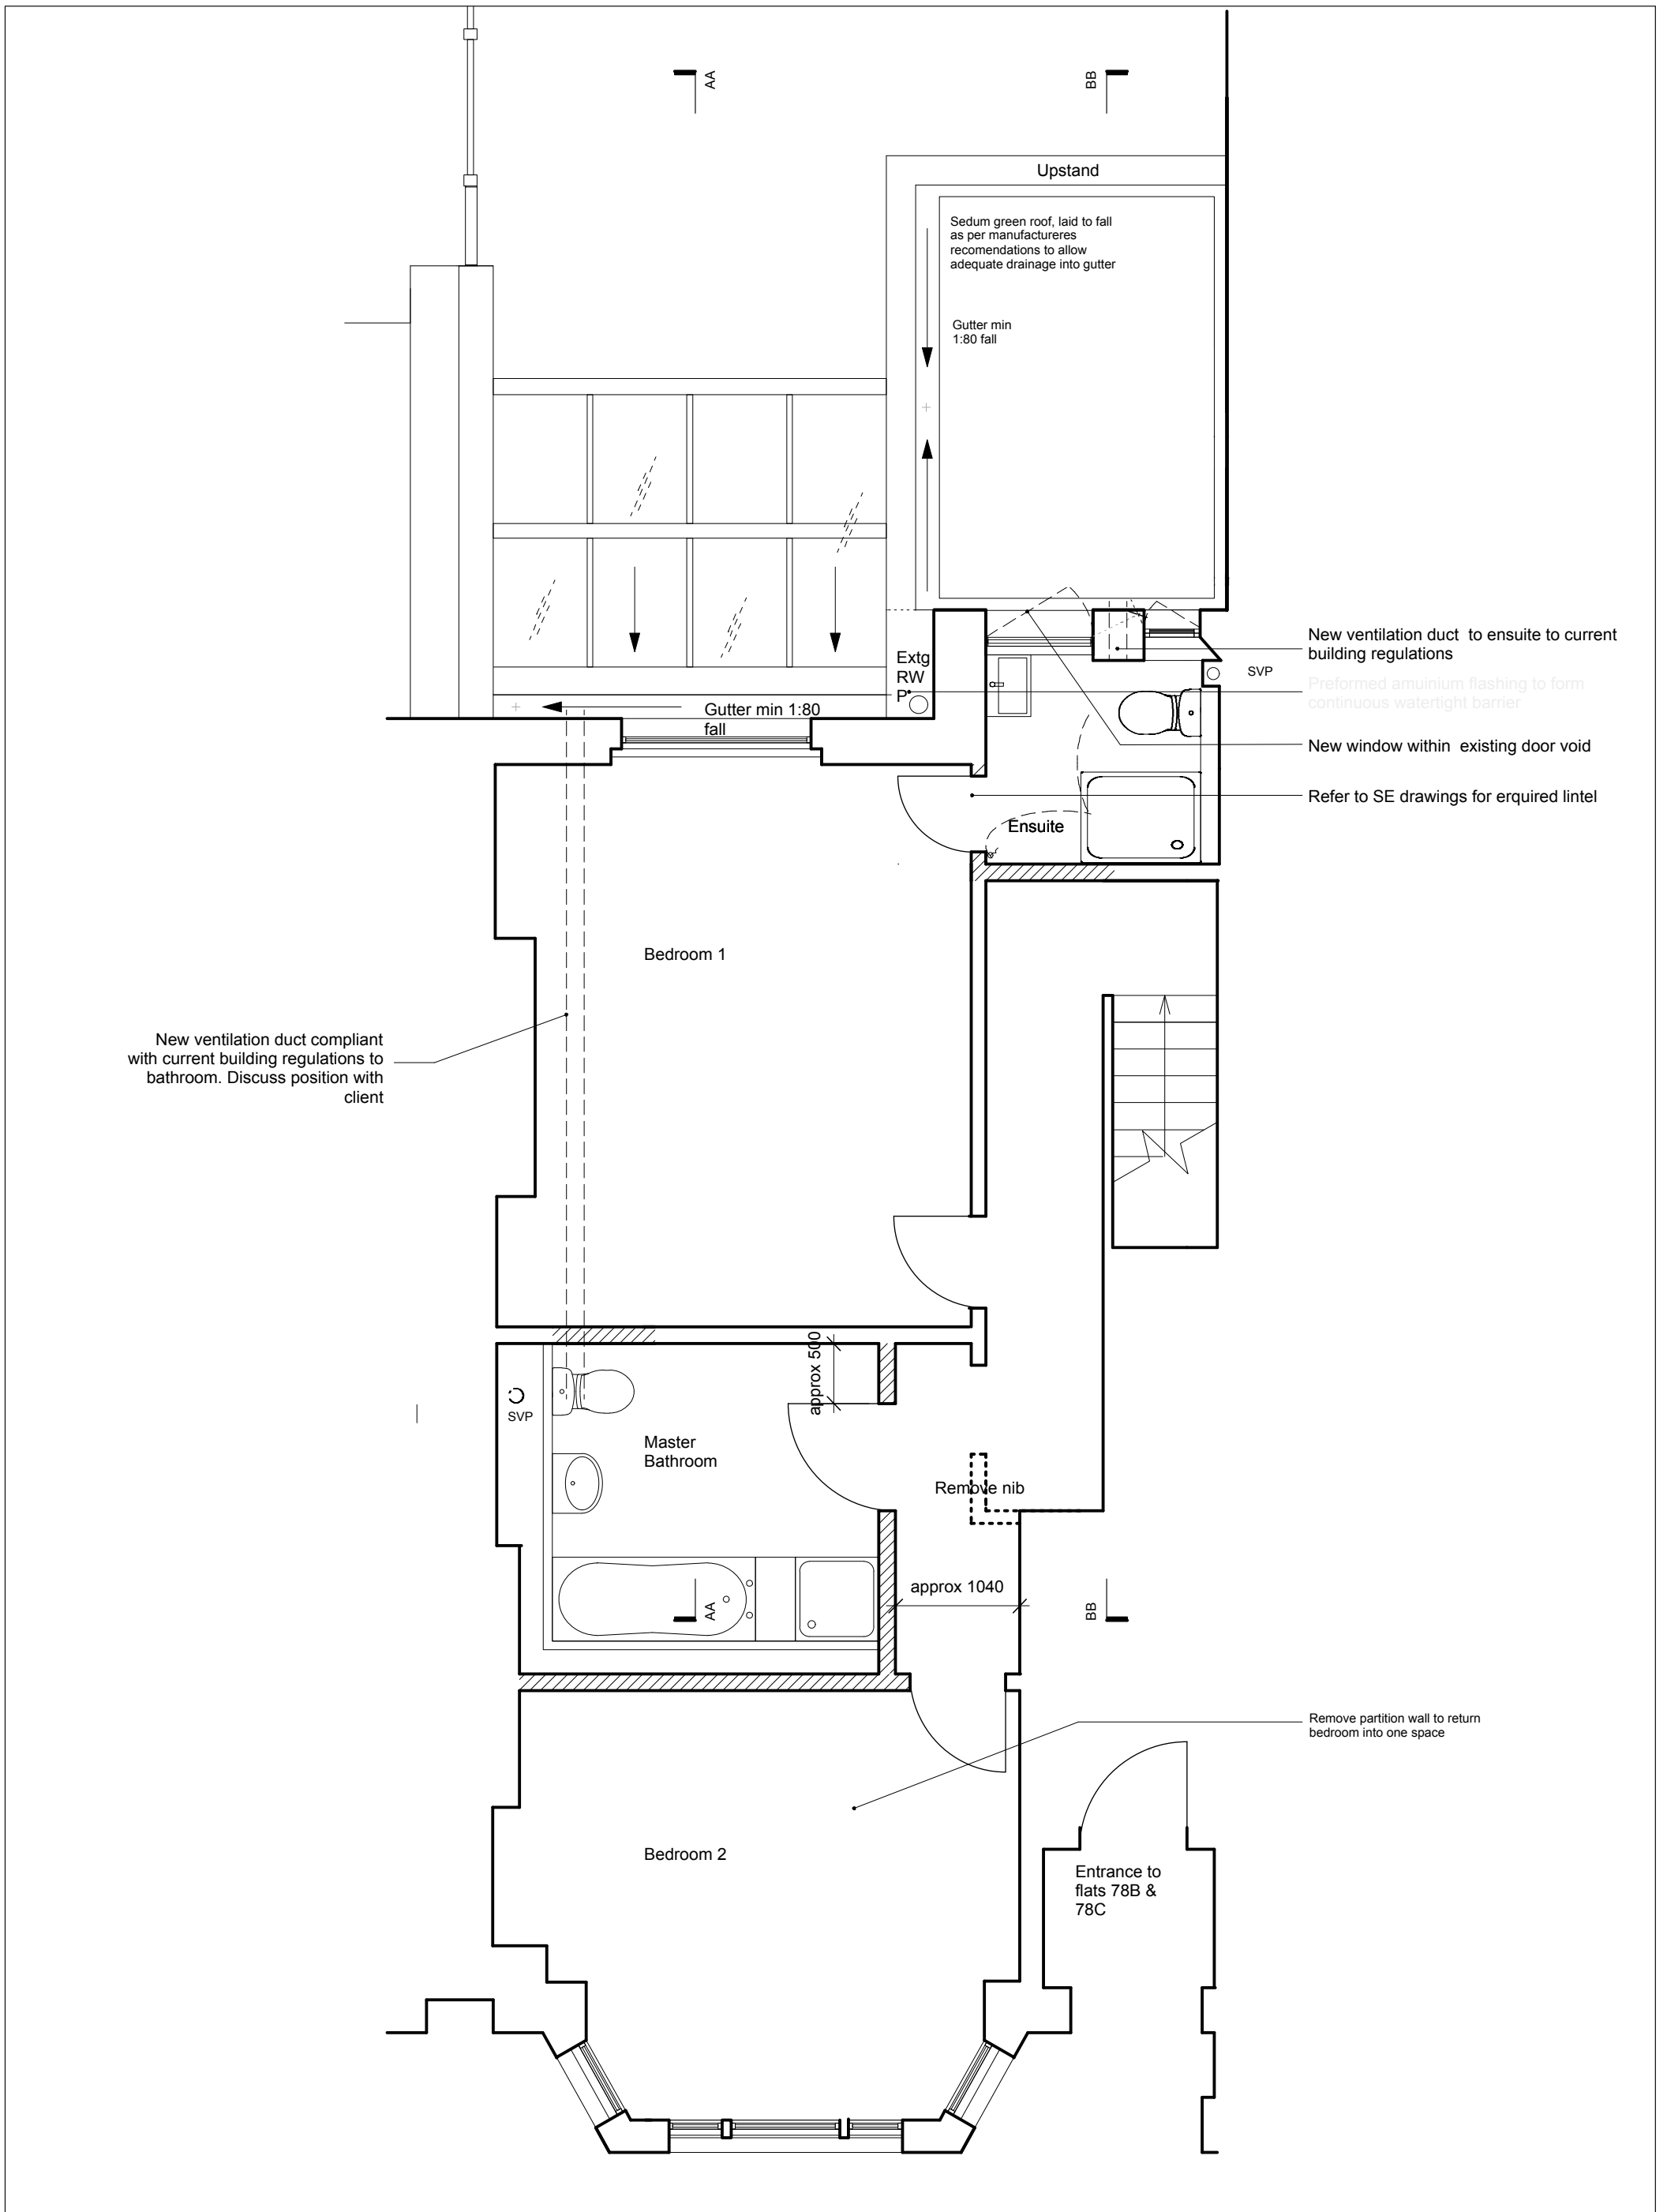 AA
BB
Upstand
Sedum green roof, laid to fall
as per manufactureres
recomendations to allow
adequate drainage into gutter
Gutter min
1:80 fall
New ventilation duct to ensuite to current
building regulations
Extg
RW
P
SVP
Preformed amuinium flashing to form
continuous watertight barrier
Gutter min 1:80
fall
New window within existing door void
Refer to SE drawings for erquired lintel
Ensuite
Bedroom 1
New ventilation duct compliant
with current building regulations to
bathroom. Discuss position with
client
approx 500
SVP
Master
Bathroom
Remove nib
approx 1040
AA
BB
Remove partition wall to return
bedroom into one space
Bedroom 2
Entrance to
flats 78B &
78C